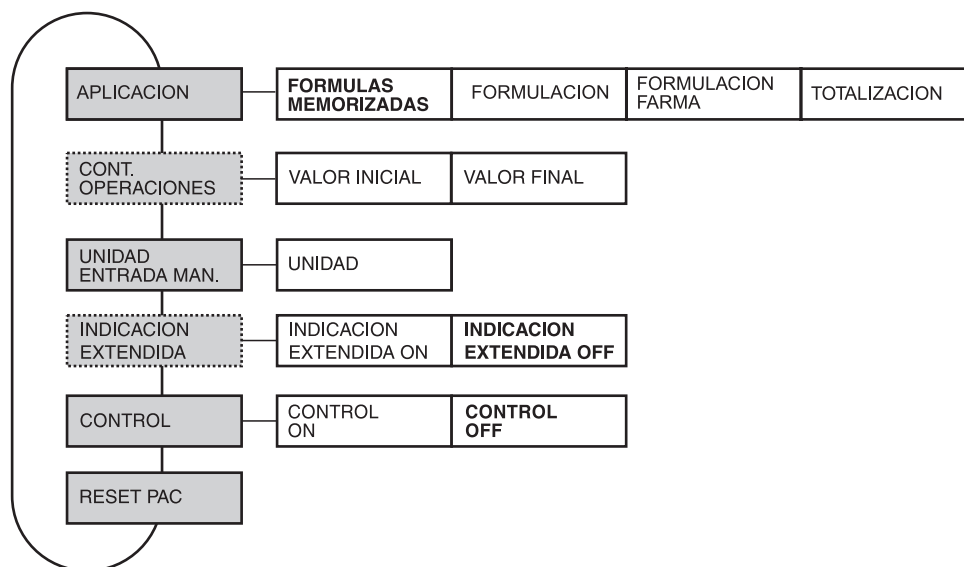 APLICACION
FORMULAS
MEMORIZADAS
FORMULACION
FORMULACION
FARMA
TOTALIZACION
CONT.
OPERACIONES
VALOR INICIAL
VALOR FINAL
UNIDAD
ENTRADA MAN.
UNIDAD
INDICACION
EXTENDIDA
INDICACION
EXTENDIDA ON
INDICACION
EXTENDIDA OFF
CONTROL
CONTROL
ON
CONTROL
OFF
RESET PAC